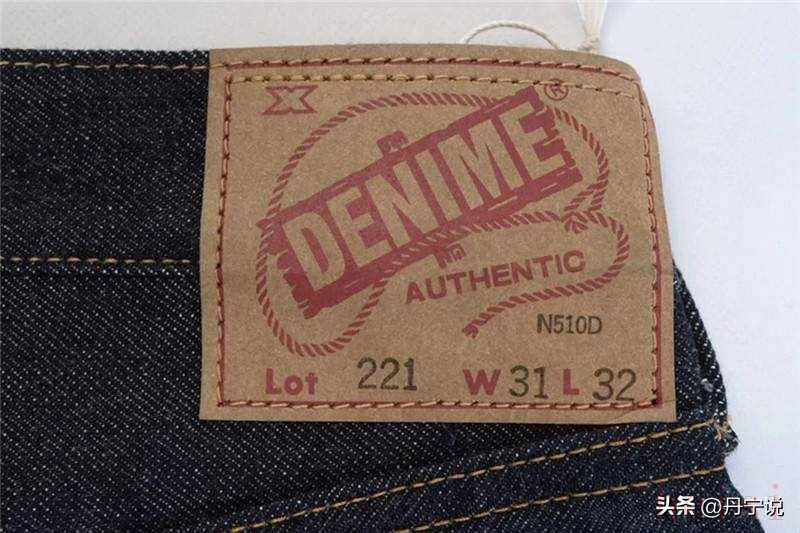 X
DENIME®
AUTHENTIC
N510D
Lot 221 W 31 L 32
头条 @丹宁说